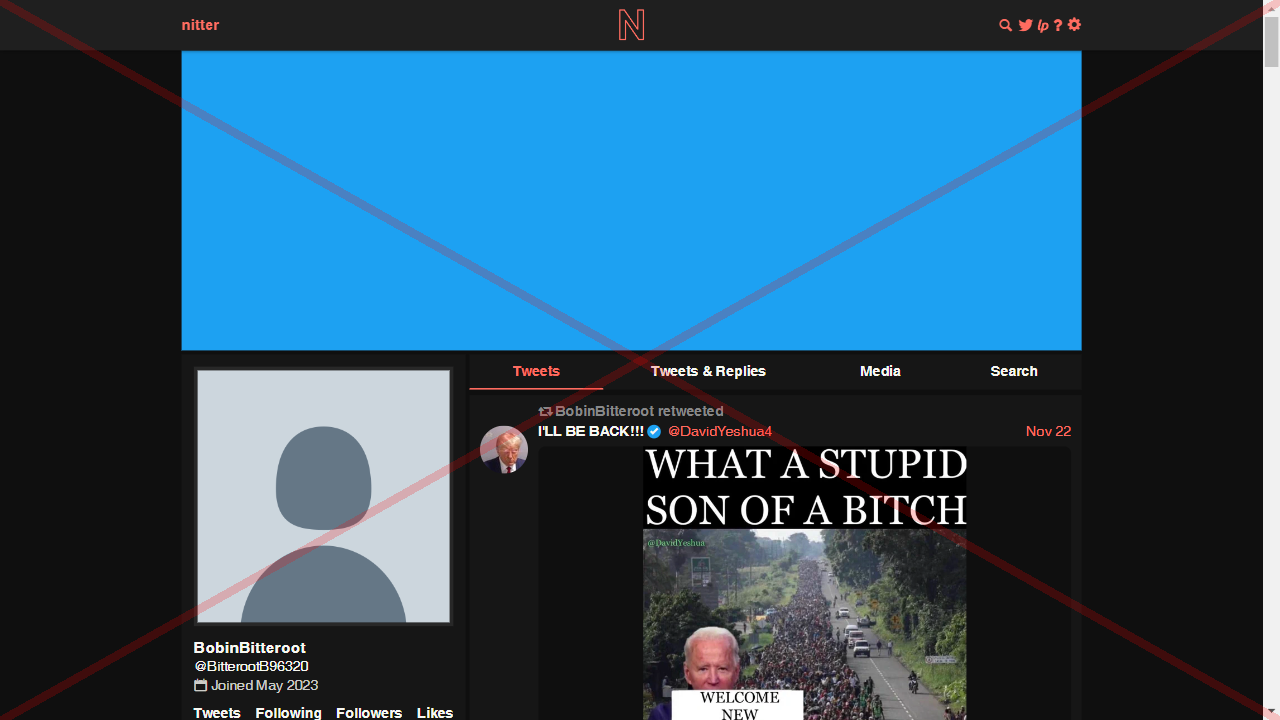 nitter
N
lp ?
Tweets
Tweets & Replies
Media
Search
BobinBitteroot retweeted
I'LL BE BACK!!! @DavidYeshua4
Nov 22
WHAT A STUPID
SON OF A BITCH
@DavidYeshua
WELCOME
NEW
BobinBitteroot
@BitterootB96320
Joined May 2023
Tweets Following Followers Likes